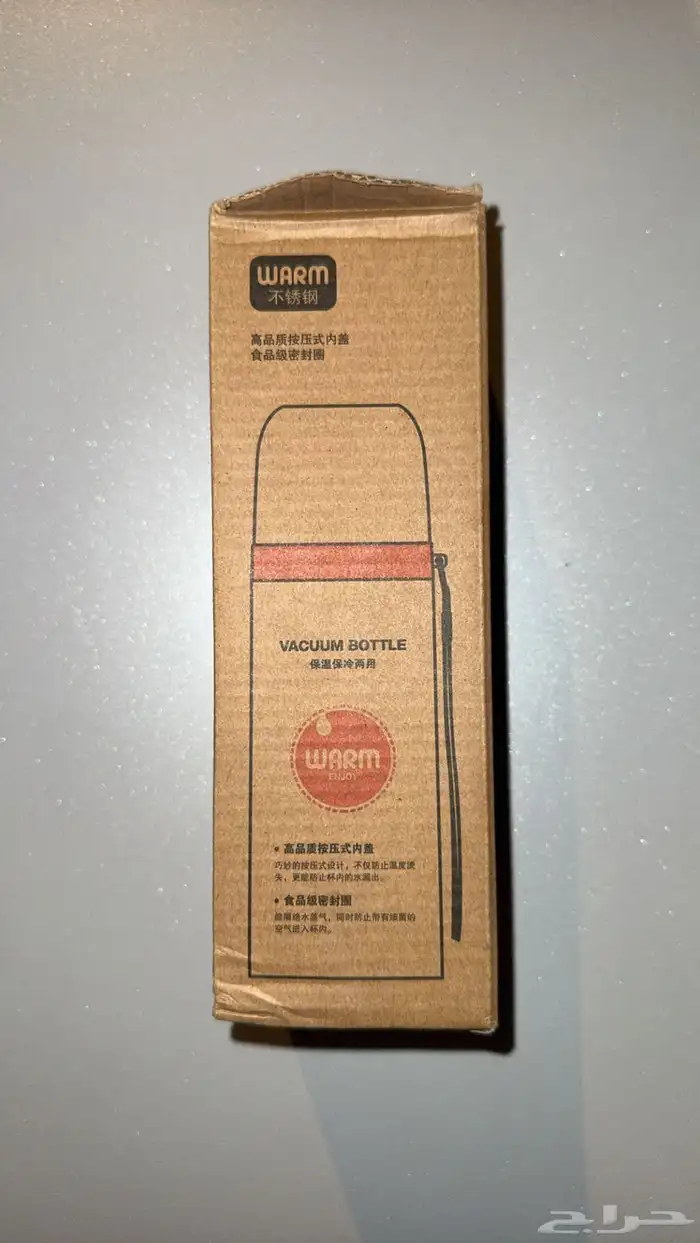 WARM
不锈钢
高品质按压式内盖
食品级密封圈
VACUUM BOTTLE
保温保冷两用
WARM
ENJOY
• 高品质按压式内盖
巧妙的按压式设计，不仅防止温度流
失，更能防止杯内的水漏出。
• 食品级密封圈
能隔绝水蒸气，同时防止带有细菌的
空气进入杯内。
حراج